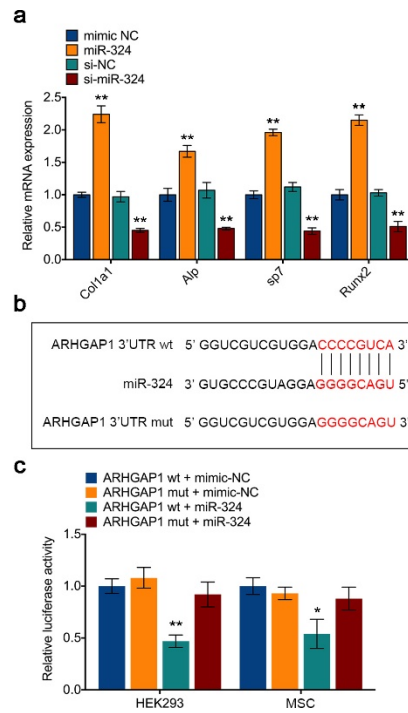 a
mimic NC
miR-324
si-NC
si-miR-324
Relative mRNA expression
2.5
2.0
1.5
1.0
0.5
0.0
** ** ** ** ** ** ** **
Col1a1 Alp sp7 Runx2
b
ARHGAP1 3'UTR wt 5' GGUCGUCGUGGACCCCGUCA 3'
miR-324 3' GUGCCCGUAGGAGGGGCAGU 5'
ARHGAP1 3'UTR mut 5' GGUCGUCGUGGAGGGGCAGU 3'
c
ARHGAP1 wt + mimic-NC
ARHGAP1 mut + mimic-NC
ARHGAP1 wt + miR-324
ARHGAP1 mut + miR-324
Relative luciferase activity
1.5
1.0
0.5
0.0
** *
HEK293 MSC